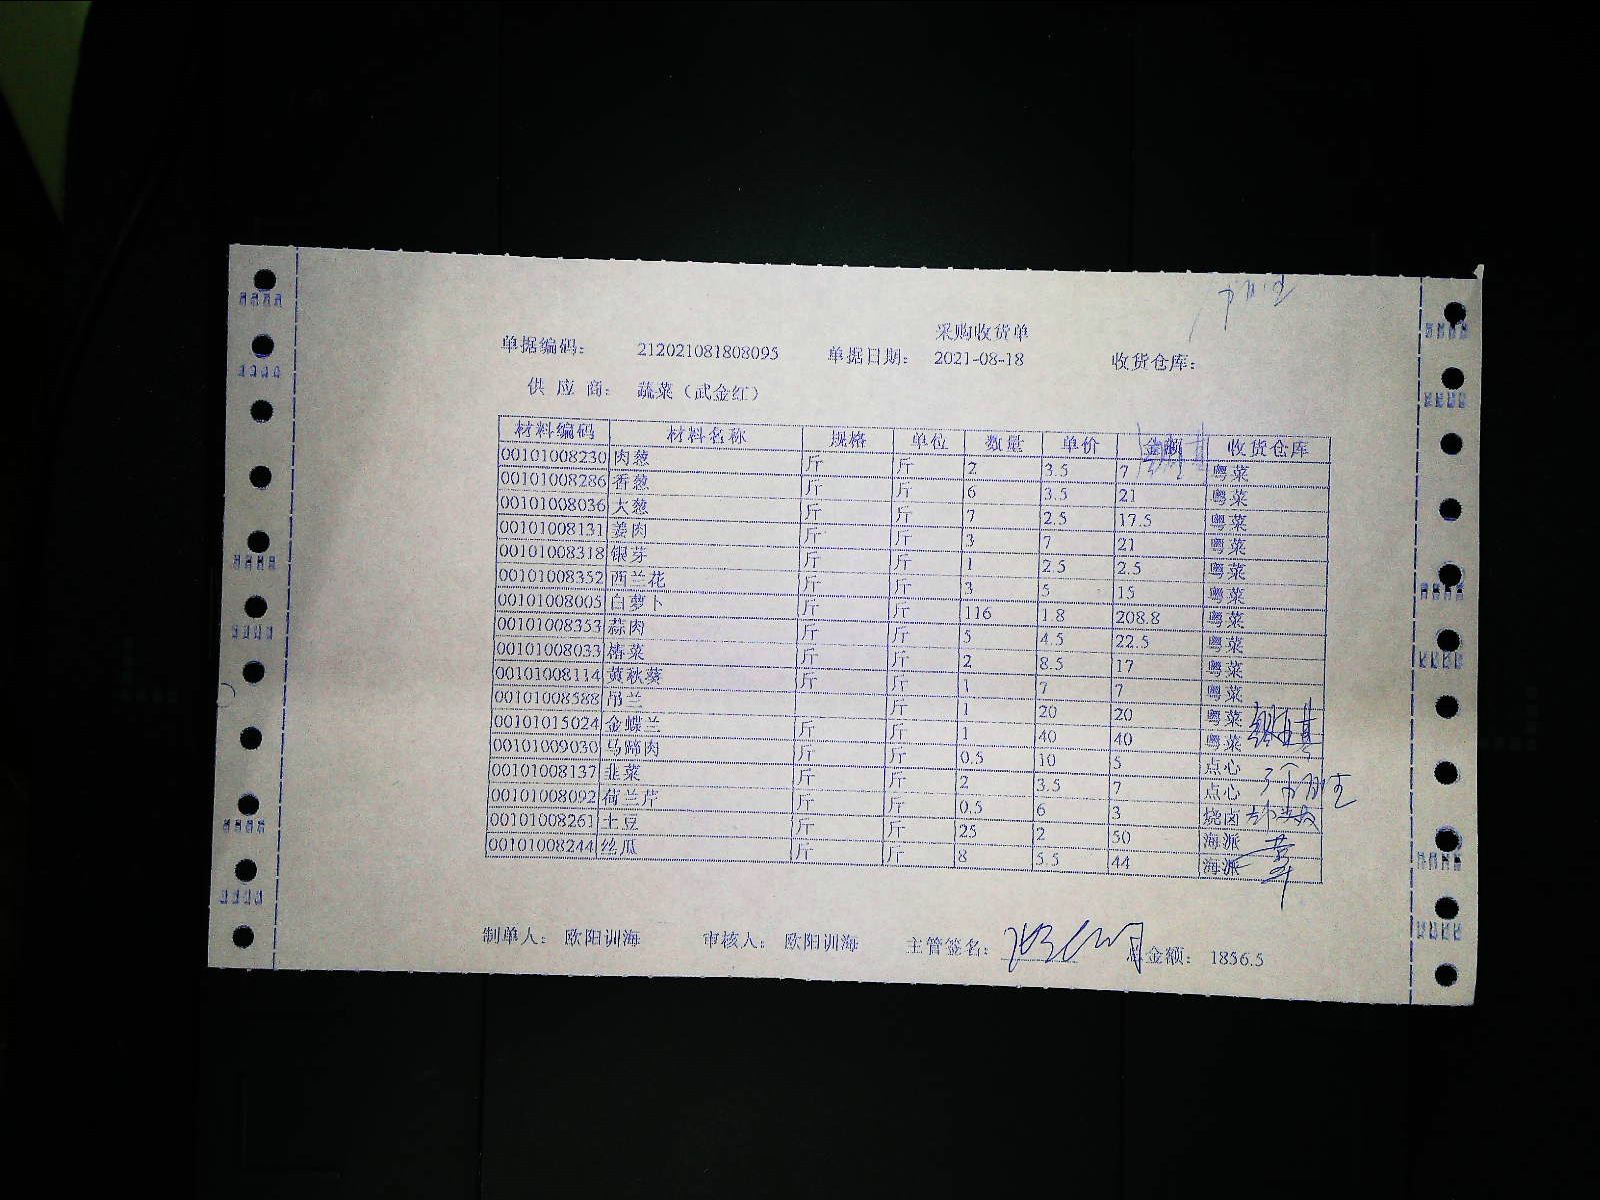 采购收货单
单据编码： 212021081808095 单据日期： 2021-08-18 收货仓库：
供应商： 蔬菜（武金红）
材料编码 材料名称 规格 单位 数量 单价 金额 收货仓库
00101008230 肉葱 斤 斤 2 3.5 7 粤菜
00101008286 香葱 斤 斤 6 3.5 21 粤菜
00101008036 大葱 斤 斤 7 2.5 17.5 粤菜
00101008131 姜肉 斤 斤 3 7 21 粤菜
00101008318 银芽 斤 斤 1 2.5 2.5 粤菜
00101008352 西兰花 斤 斤 3 5 15 粤菜
00101008005 白萝卜 斤 斤 116 1.8 208.8 粤菜
00101008353 蒜肉 斤 斤 5 4.5 22.5 粤菜
00101008033 椿菜 斤 斤 2 8.5 17 粤菜
00101008114 黄秋葵 斤 斤 1 7 7 粤菜
00101008588 吊兰 斤 1 20 20 粤菜
00101015024 金蝶兰 斤 斤 1 40 40 粤菜
00101009030 马蹄肉 斤 斤 0.5 10 5 点心
00101008137 韭菜 斤 斤 2 3.5 7 点心
00101008092 荷兰芹 斤 斤 0.5 6 3 烧卤
00101008261 土豆 斤 斤 25 2 50 海派
00101008244 丝瓜 斤 斤 8 5.5 44 海派
制单人： 欧阳训海 审核人： 欧阳训海 主管签名： 总金额： 1856.5